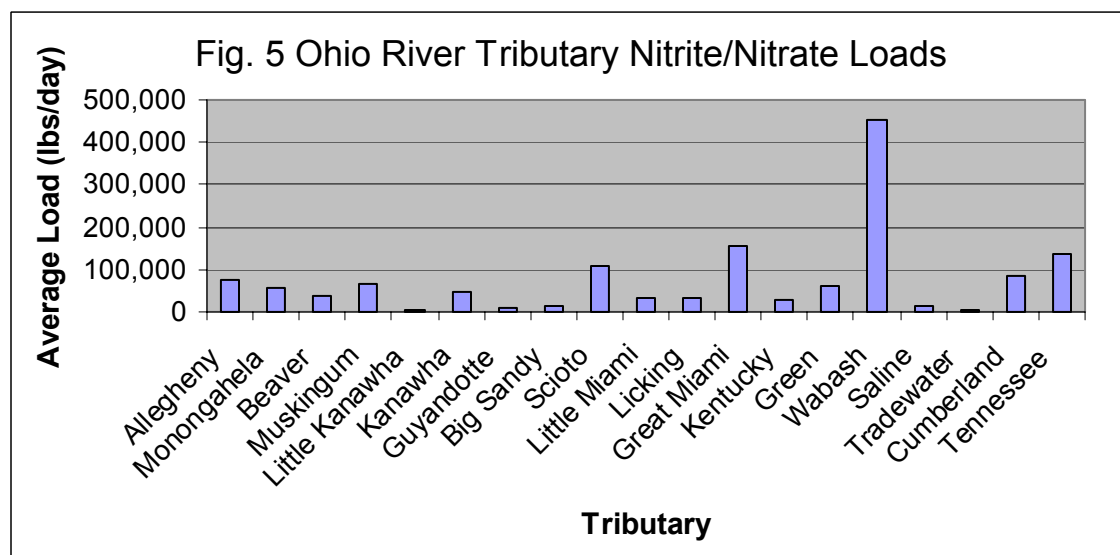 Fig. 5 Ohio River Tributary Nitrite/Nitrate Loads
Average Load (lbs/day)
500,000
400,000
300,000
200,000
100,000
0
Allegheny
Monongahela
Beaver
Muskingum
Little Kanawha
Kanawha
Guyandotte
Big Sandy
Scioto
Little Miami
Licking
Great Miami
Kentucky
Green
Wabash
Saline
Tradewater
Cumberland
Tennessee
Tributary